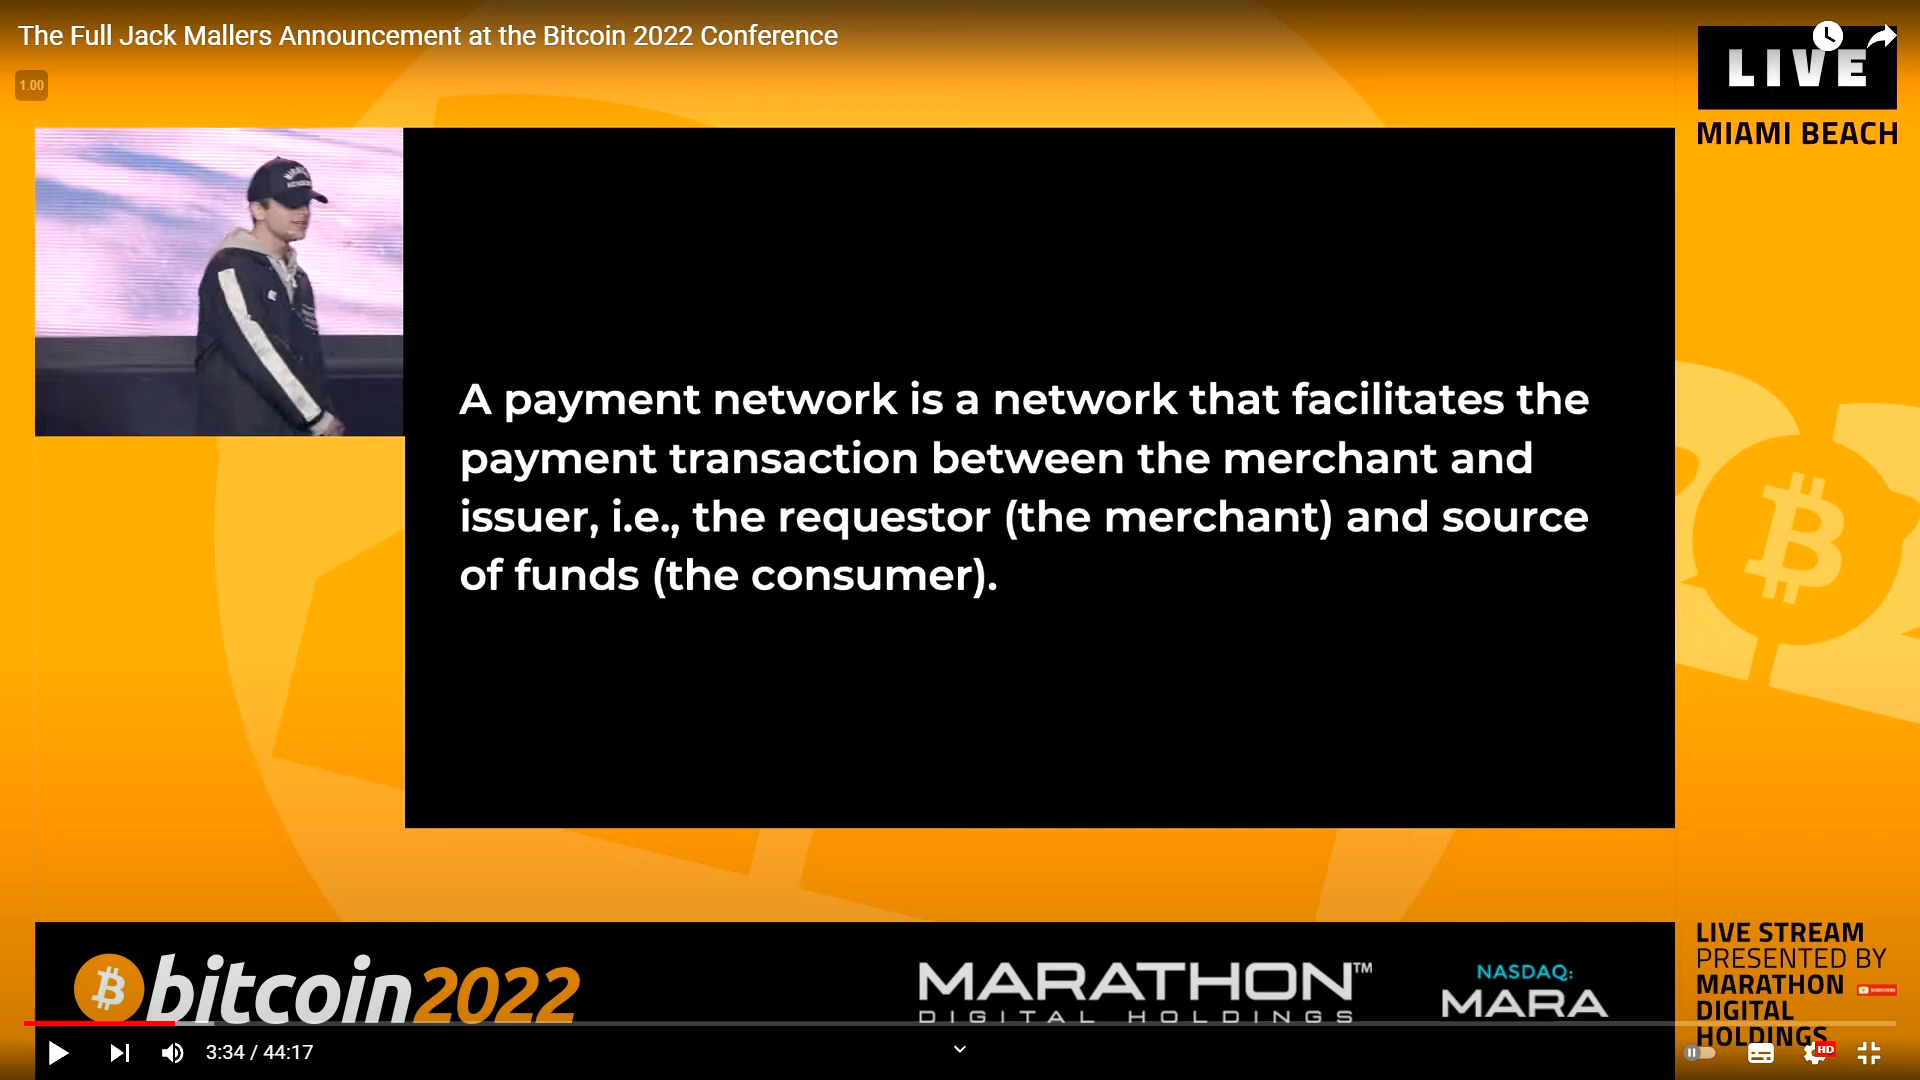 The Full Jack Mallers Announcement at the Bitcoin 2022 Conference
1.00
LIVE
MIAMI BEACH
A payment network is a network that facilitates the
payment transaction between the merchant and
issuer, i.e., the requestor (the merchant) and source
of funds (the consumer).
bitcoin 2022
MARATHON™
DIGITAL HOLDINGS
NASDAQ:
MARA
LIVE STREAM
PRESENTED BY
MARATHON
DIGITAL
HOLDINGS
3:34 / 44:17
HD